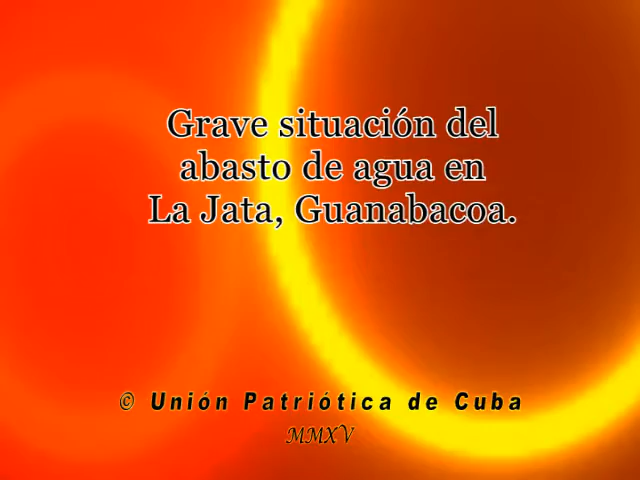 Grave situación del
abasto de agua en
La Jata, Guanabacoa.
© Unión Patriótica de Cuba
MMXV